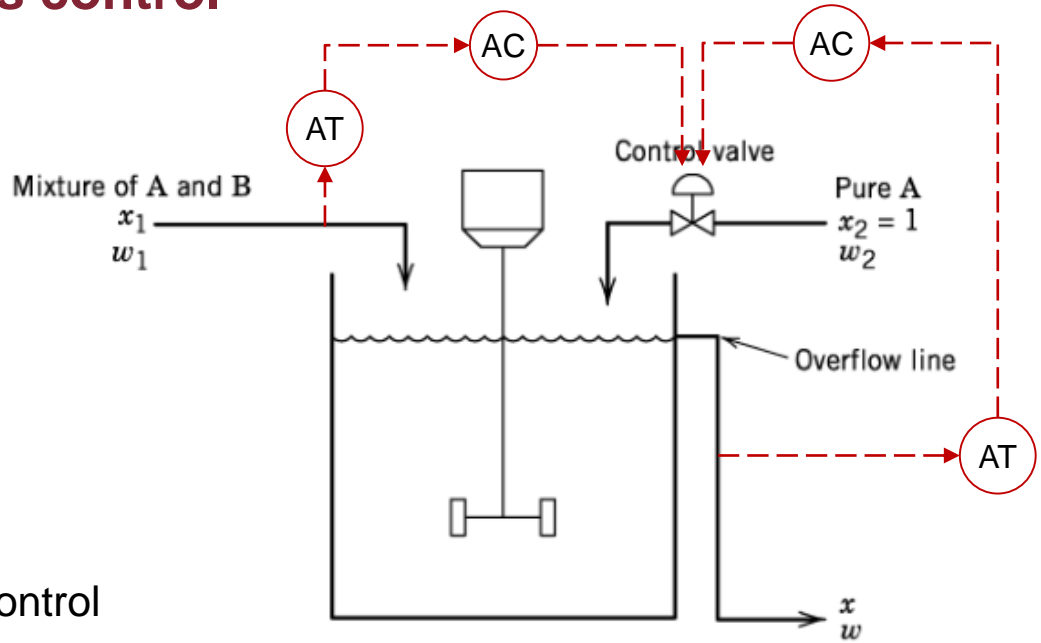 s control
AC
AC
AT
Control valve
Mixture of A and B
x₁
w₁
Pure A
x₂ = 1
w₂
Overflow line
AT
ontrol
x
w